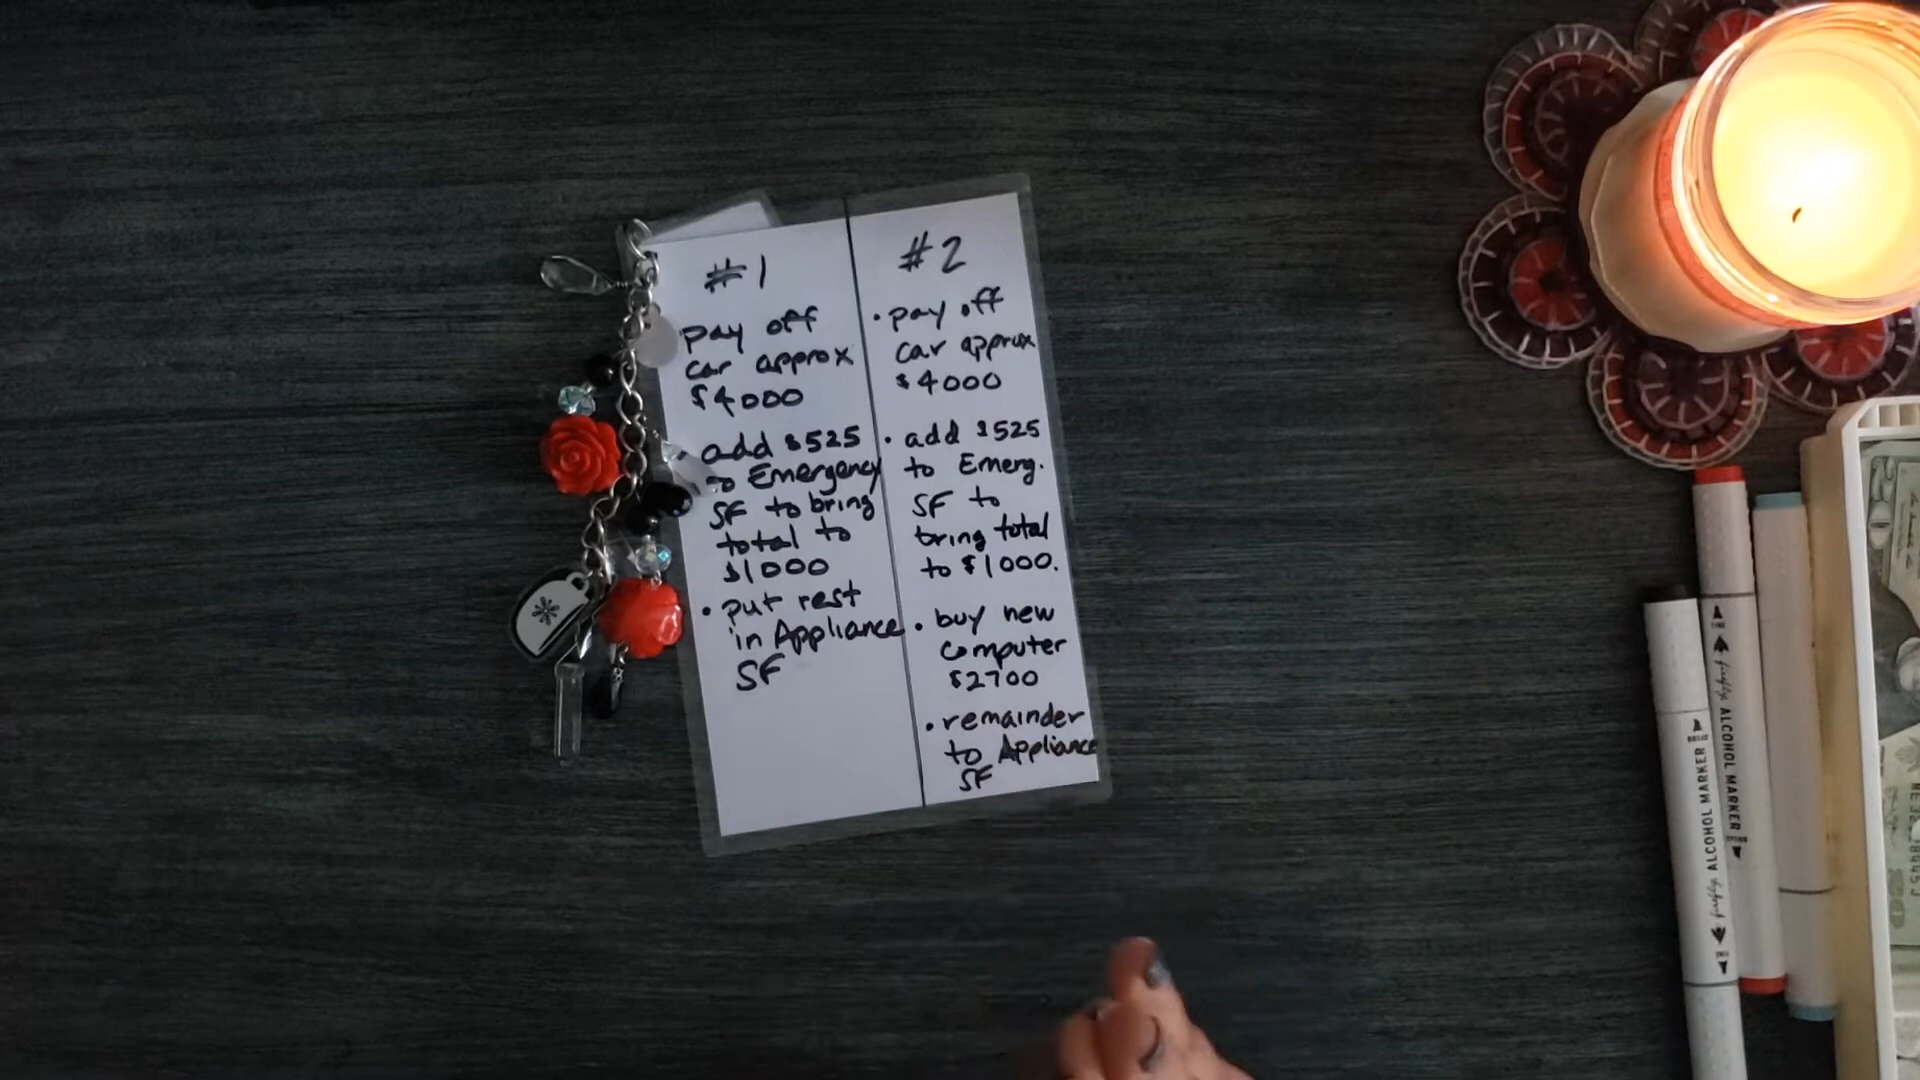 #1
pay off
car approx
$4000
add $525
to Emergency
SF to bring
total to
$1000
• put rest
in Appliance
SF
#2
• pay off
car approx
$4000
• add $525
to Emerg.
SF to
bring total
to $1000.
• buy new
computer
$2700
• remainder
to Appliance
SF
ALCOHOL MARKER
ALCOHOL MARKER